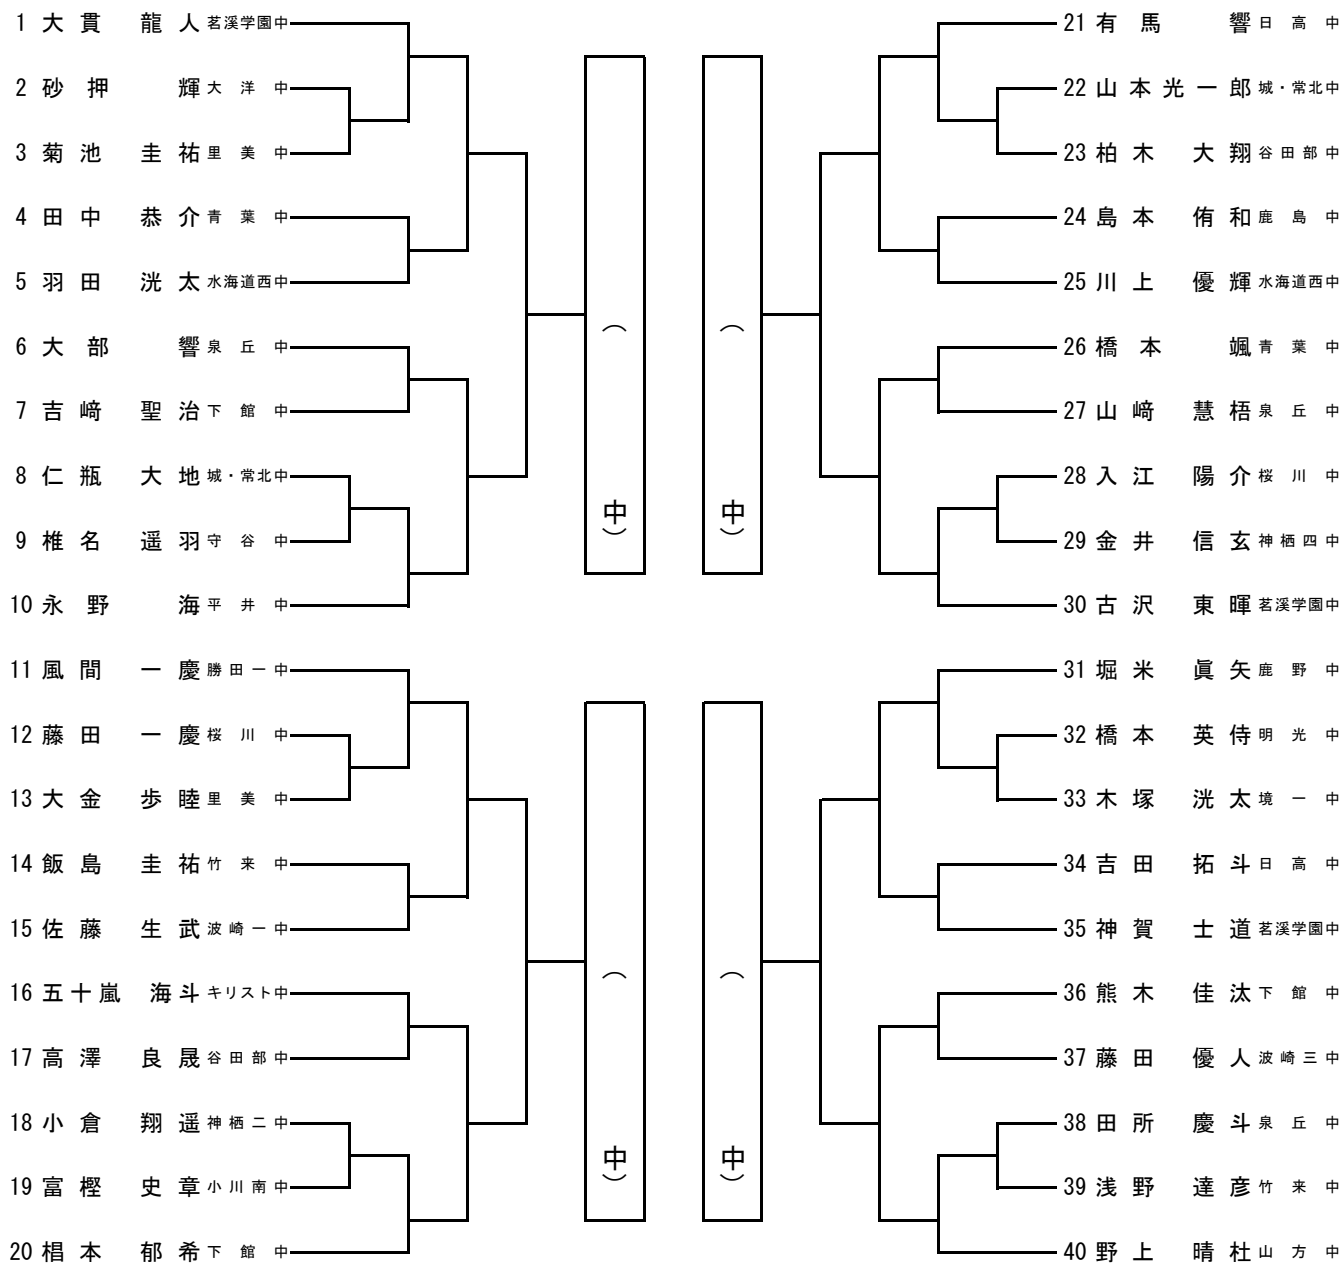 1 大貫 龍人 茗溪学園中
2 砂押 輝 大洋中
3 菊池 圭祐 里美中
4 田中 恭介 青葉中
5 羽田 洸太 水海道西中
6 大部 響 泉丘中
7 吉﨑 聖治 下館中
8 仁瓶 大地 城・常北中
9 椎名 遥羽 守谷中
10 永野 海 平井中
11 風間 一慶 勝田一中
12 藤田 一慶 桜川中
13 大金 歩睦 里美中
14 飯島 圭祐 竹来中
15 佐藤 生武 波崎一中
16 五十嵐 海斗 キリスト中
17 高澤 良晟 谷田部中
18 小倉 翔遥 神栖二中
19 富樫 史章 小川南中
20 椙本 郁希 下館中
( 中)
( 中)
( 中)
( 中)
21 有馬 響 日高中
22 山本光一郎 城・常北中
23 柏木 大翔 谷田部中
24 島本 侑和 鹿島中
25 川上 優輝 水海道西中
26 橋本 颯 青葉中
27 山﨑 慧梧 泉丘中
28 入江 陽介 桜川中
29 金井 信玄 神栖四中
30 古沢 東暉 茗溪学園中
31 堀米 眞矢 鹿野中
32 橋本 英侍 明光中
33 木塚 洸太 境一中
34 吉田 拓斗 日高中
35 神賀 士道 茗溪学園中
36 熊木 佳汰 下館中
37 藤田 優人 波崎三中
38 田所 慶斗 泉丘中
39 浅野 達彦 竹来中
40 野上 晴杜 山方中